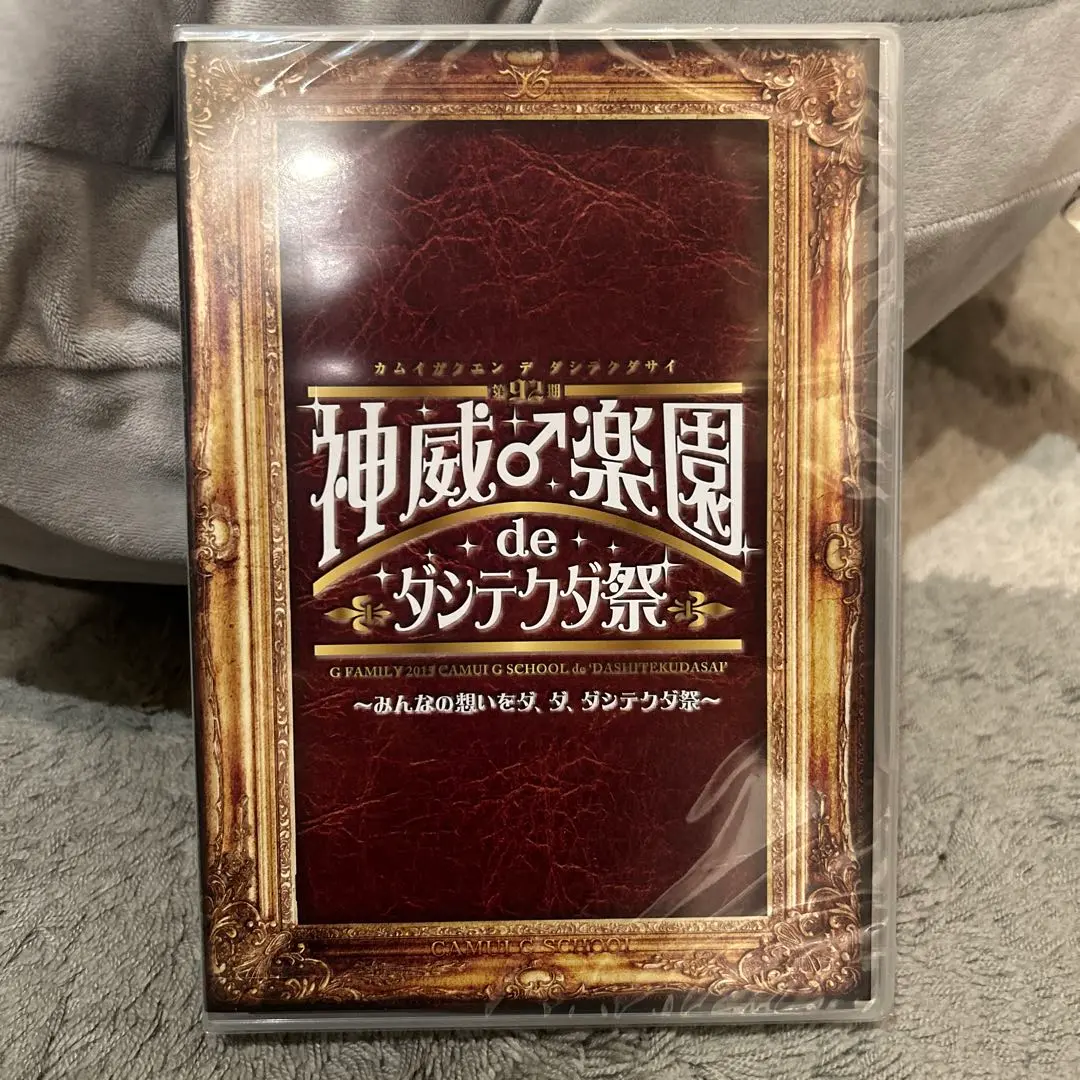 カムイガクエン デ ダシテクダサイ
第92期
神威♂楽園
de
ダシテクダ祭
G FAMILY 2015 CAMUI G SCHOOL de 'DASHITEKUDASAI'
～みんなの想いをダ、ダ、ダシテクダ祭～
CAMUI G SCHOOL